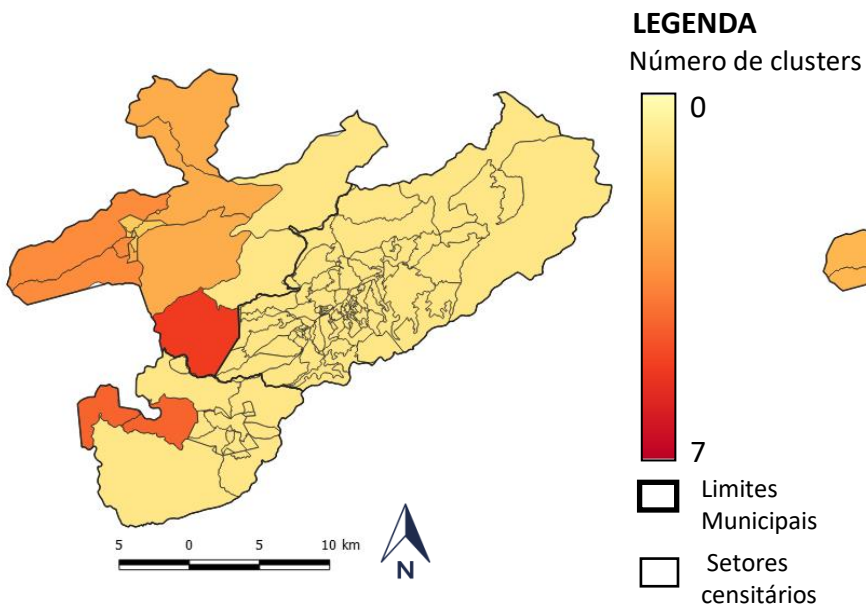 LEGENDA
Número de clusters
0
7
Limites
Municipais
Setores
censitários
5 0 5 10 km
N